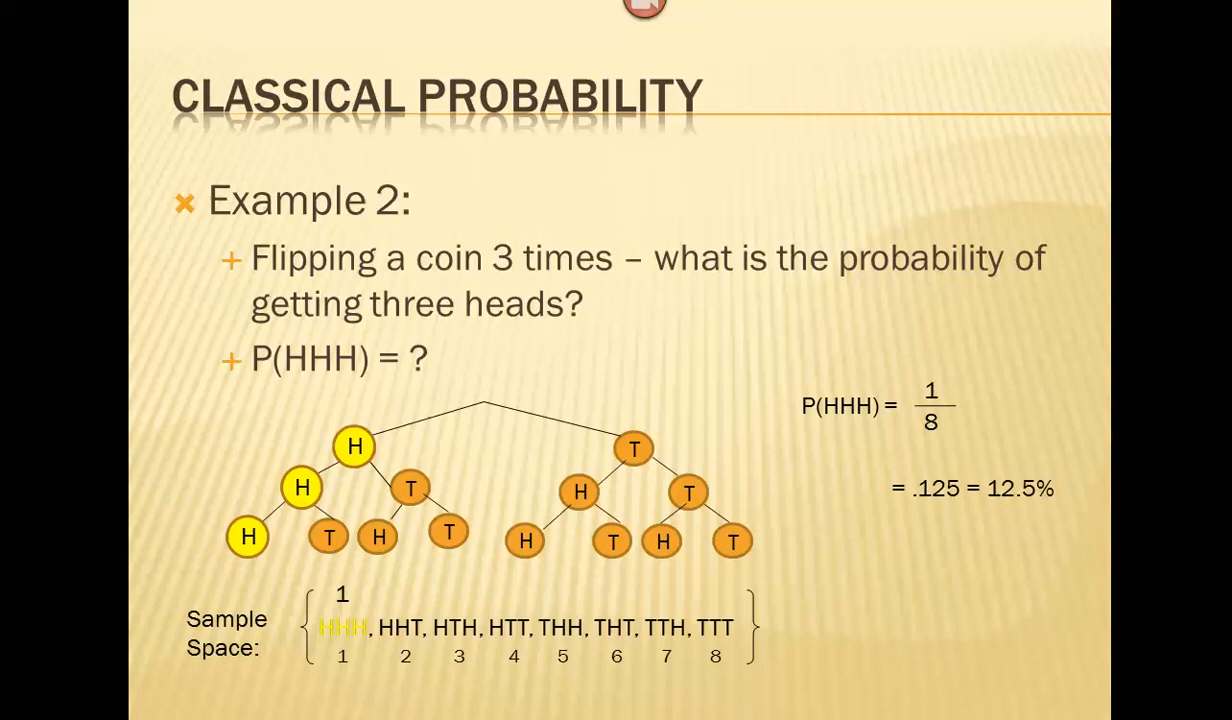 CLASSICAL PROBABILITY
Example 2:
Flipping a coin 3 times – what is the probability of
getting three heads?
P(HHH) = ?
P(HHH) = 1
8
= .125 = 12.5%
H T
H T H T
H T H T H T H T
1
Sample Space: HHH, HHT, HTH, HTT, THH, THT, TTH, TTT
1 2 3 4 5 6 7 8